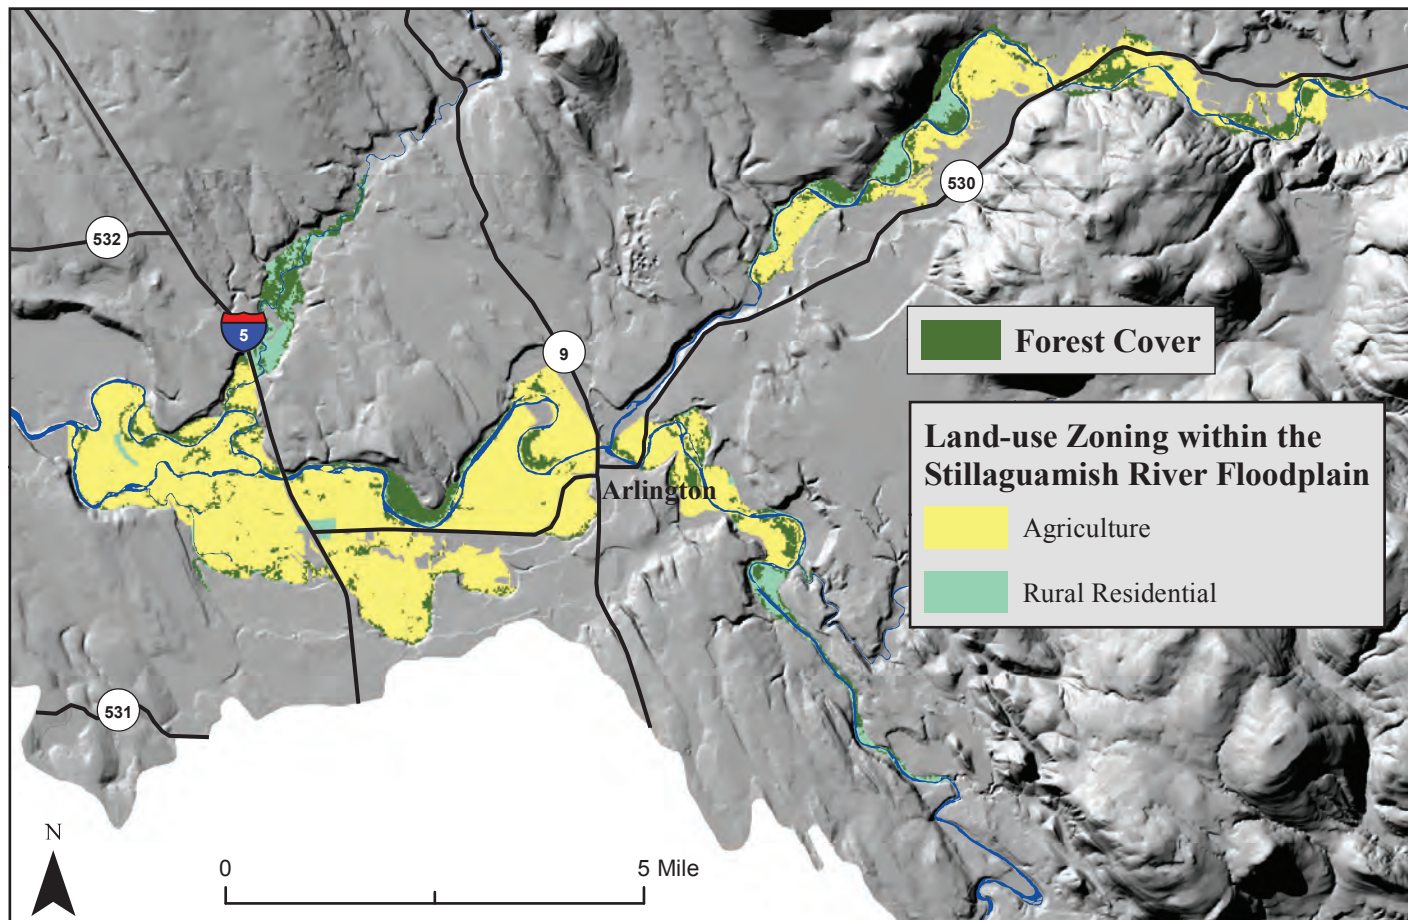 530
532
5
9
Forest Cover
Land-use Zoning within the
Stillaguamish River Floodplain
Agriculture
Rural Residential
Arlington
531
N
0
5 Mile